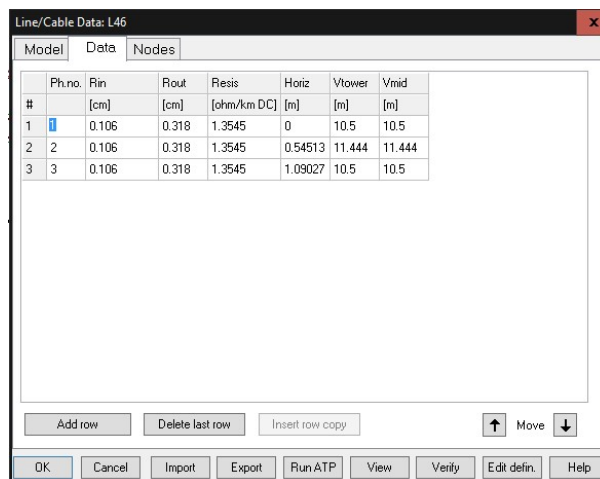 Line/Cable Data: L46 x
Model Data Nodes
Ph.no. Rin Rout Resis Horiz Vtower Vmid
# [cm] [cm] [ohm/km DC] [m] [m] [m]
1 1 0.106 0.318 1.3545 0 10.5 10.5
2 2 0.106 0.318 1.3545 0.54513 11.444 11.444
3 3 0.106 0.318 1.3545 1.09027 10.5 10.5
Add row Delete last row Insert row copy ↑ Move ↓
OK Cancel Import Export Run ATP View Verify Edit defin. Help